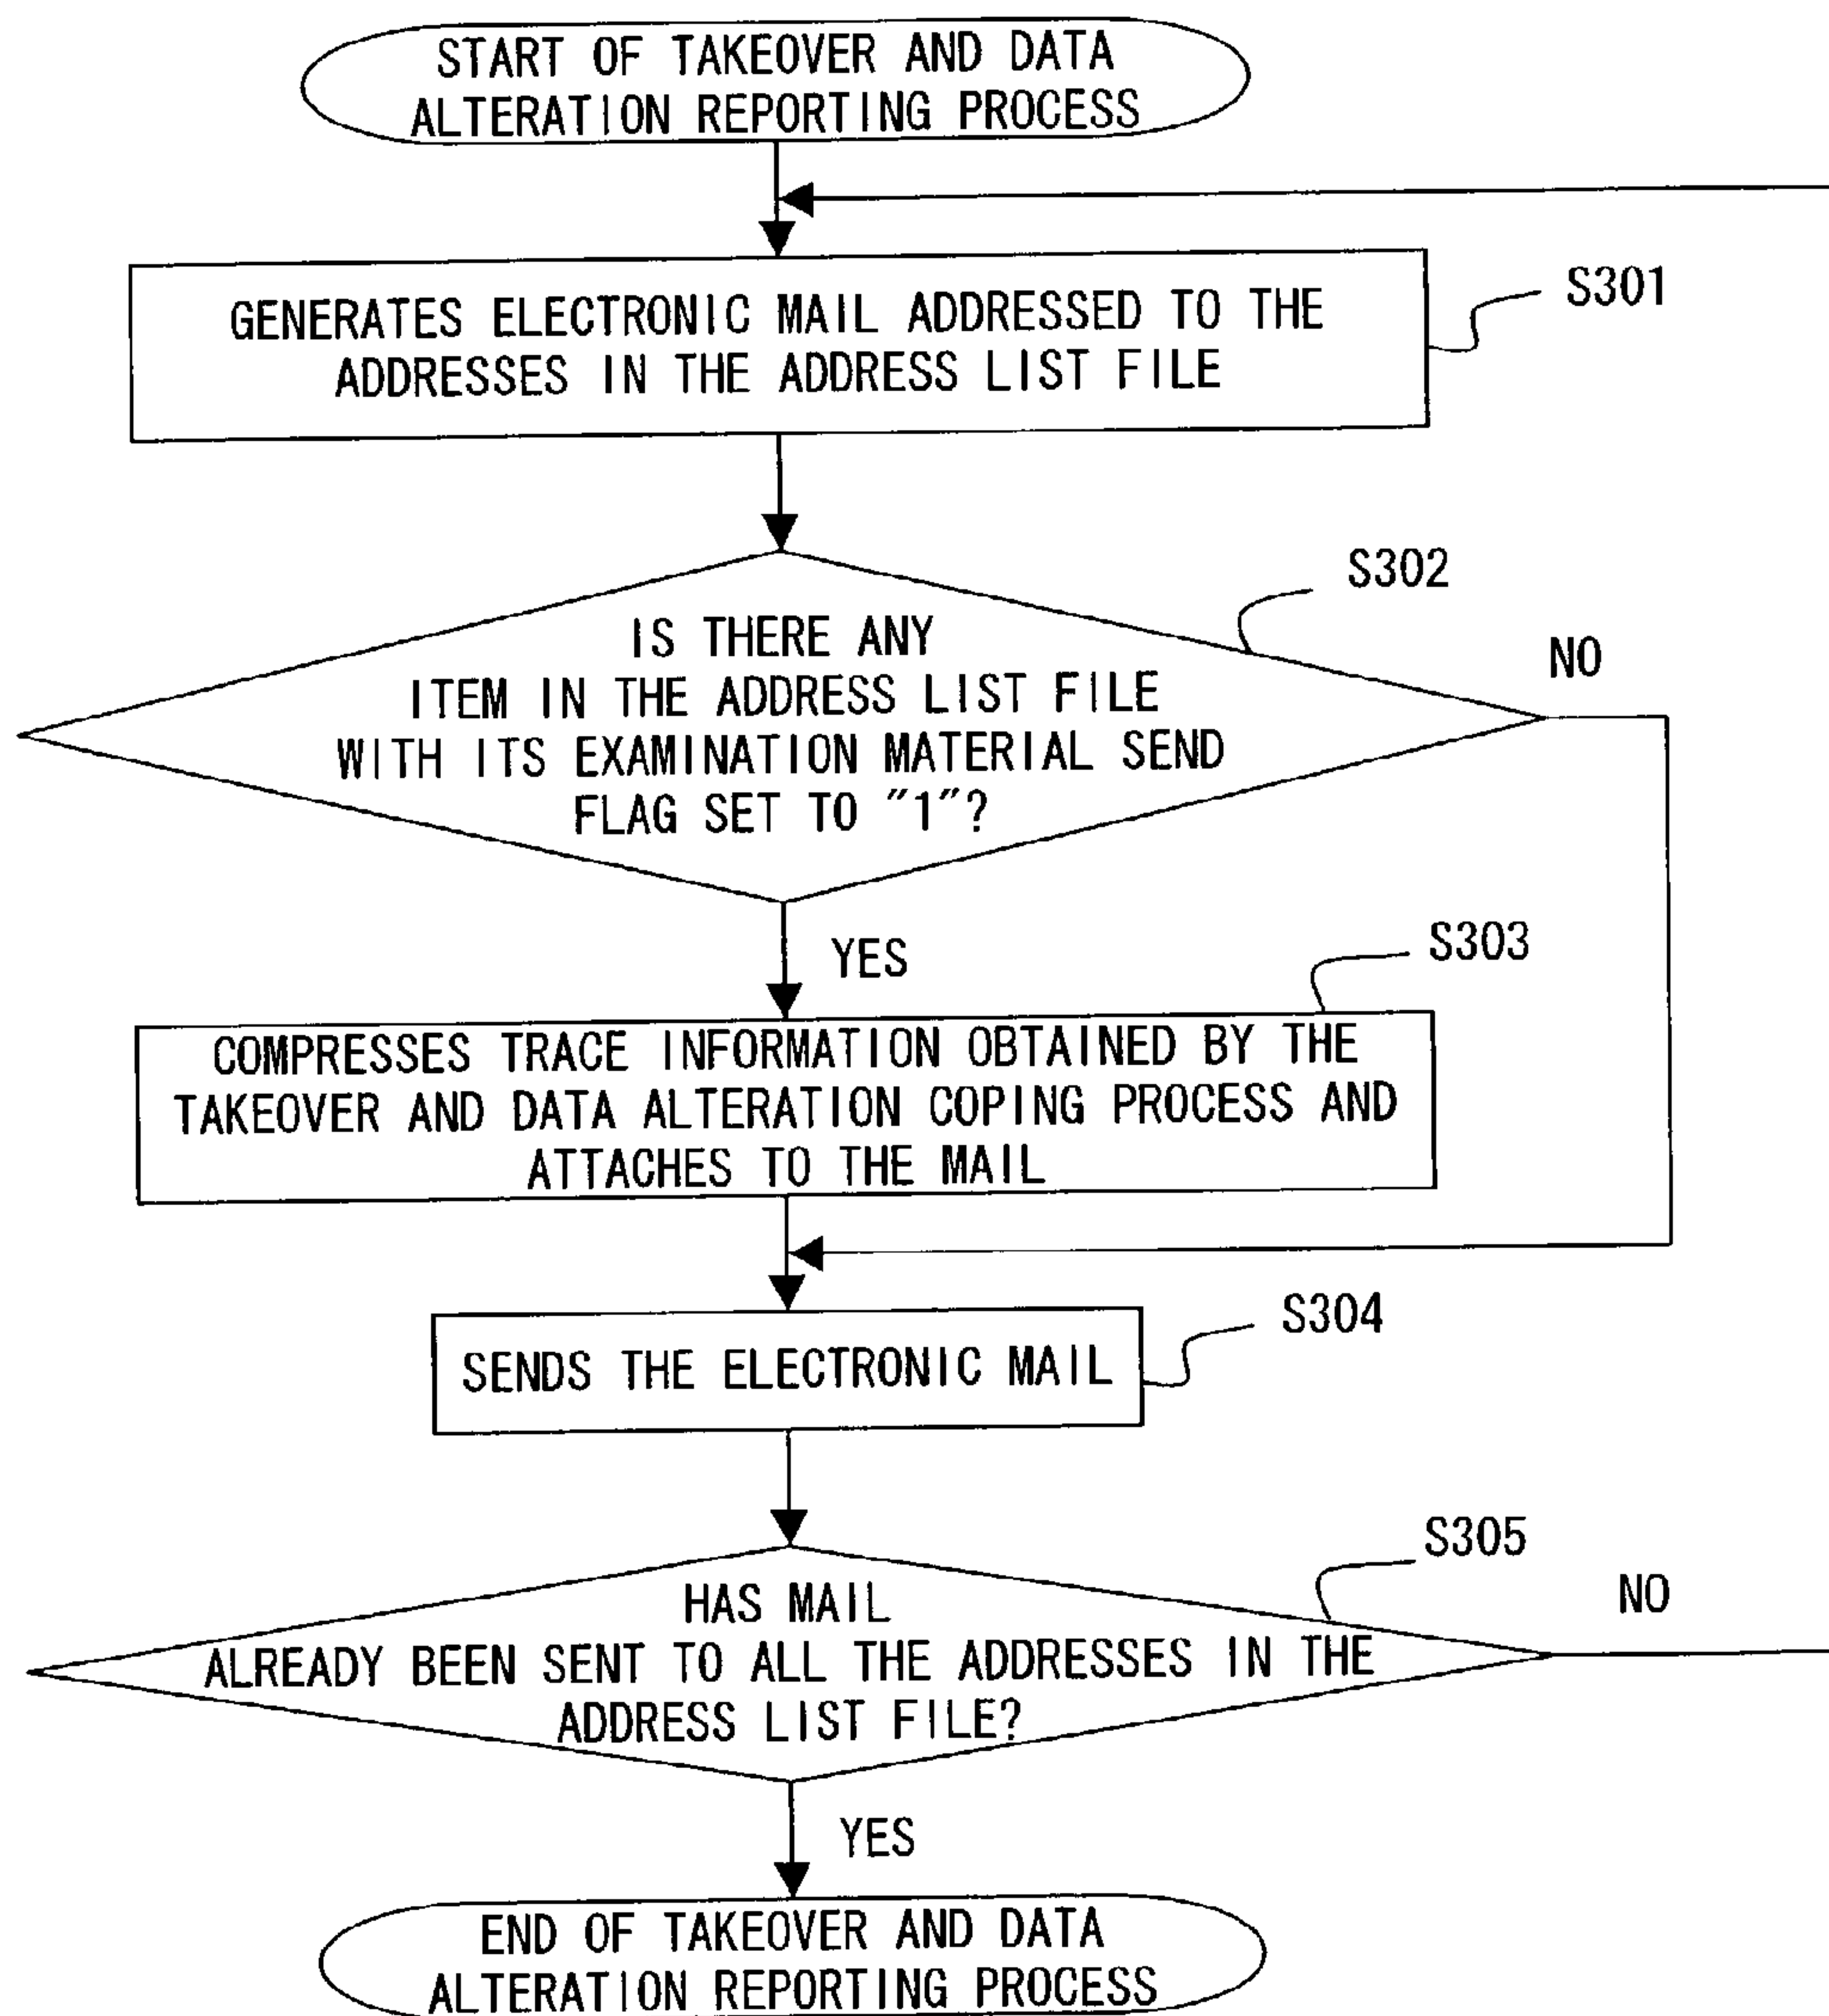 START OF TAKEOVER AND DATA
ALTERATION REPORTING PROCESS
GENERATES ELECTRONIC MAIL ADDRESSED TO THE
ADDRESSES IN THE ADDRESS LIST FILE
S301
S302
IS THERE ANY
ITEM IN THE ADDRESS LIST FILE
WITH ITS EXAMINATION MATERIAL SEND
FLAG SET TO "1"?
NO
YES
S303
COMPRESSES TRACE INFORMATION OBTAINED BY THE
TAKEOVER AND DATA ALTERATION COPING PROCESS AND
ATTACHES TO THE MAIL
S304
SENDS THE ELECTRONIC MAIL
S305
HAS MAIL
ALREADY BEEN SENT TO ALL THE ADDRESSES IN THE
ADDRESS LIST FILE?
NO
YES
END OF TAKEOVER AND DATA
ALTERATION REPORTING PROCESS